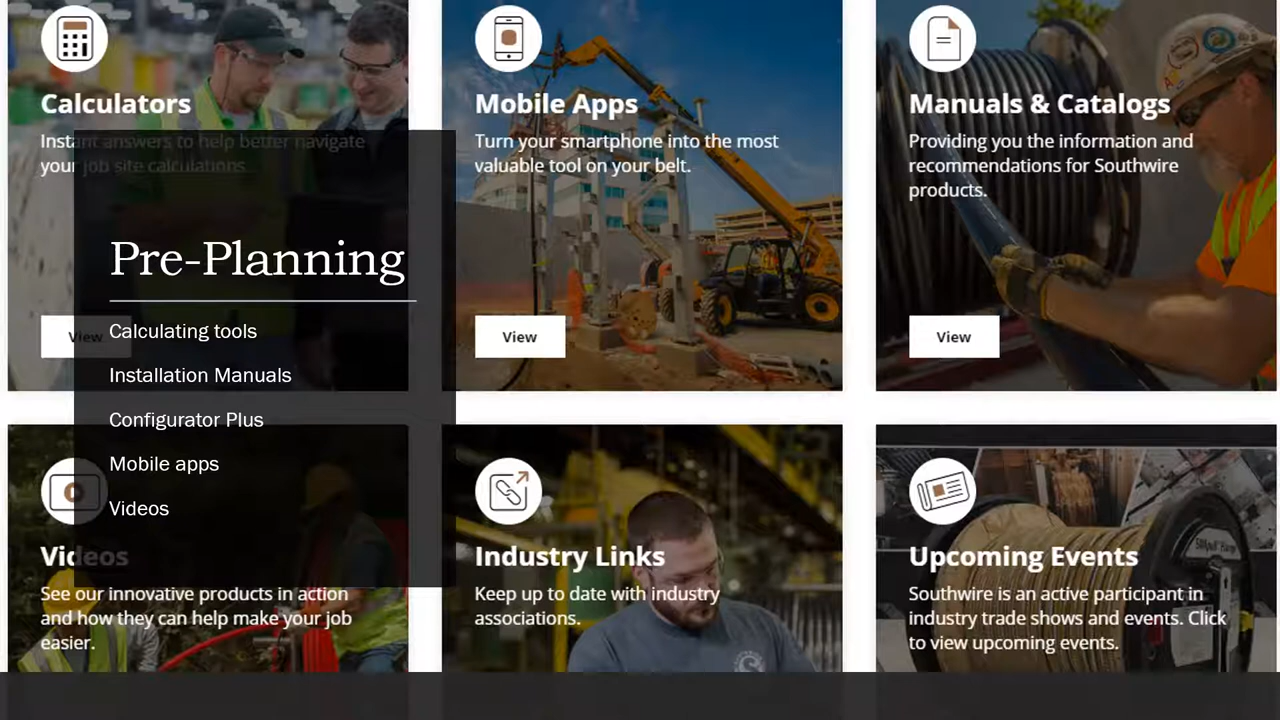 Calculators
Instant answers to help better navigate
your job site calculations.
View
Mobile Apps
Turn your smartphone into the most
valuable tool on your belt.
View
Manuals & Catalogs
Providing you the information and
recommendations for Southwire
products.
View
Pre-Planning
Calculating tools
Installation Manuals
Configurator Plus
Mobile apps
Videos
Videos
See our innovative products in action
and how they can help make your job
easier.
Industry Links
Keep up to date with industry
associations.
Upcoming Events
Southwire is an active participant in
industry trade shows and events. Click
to view upcoming events.